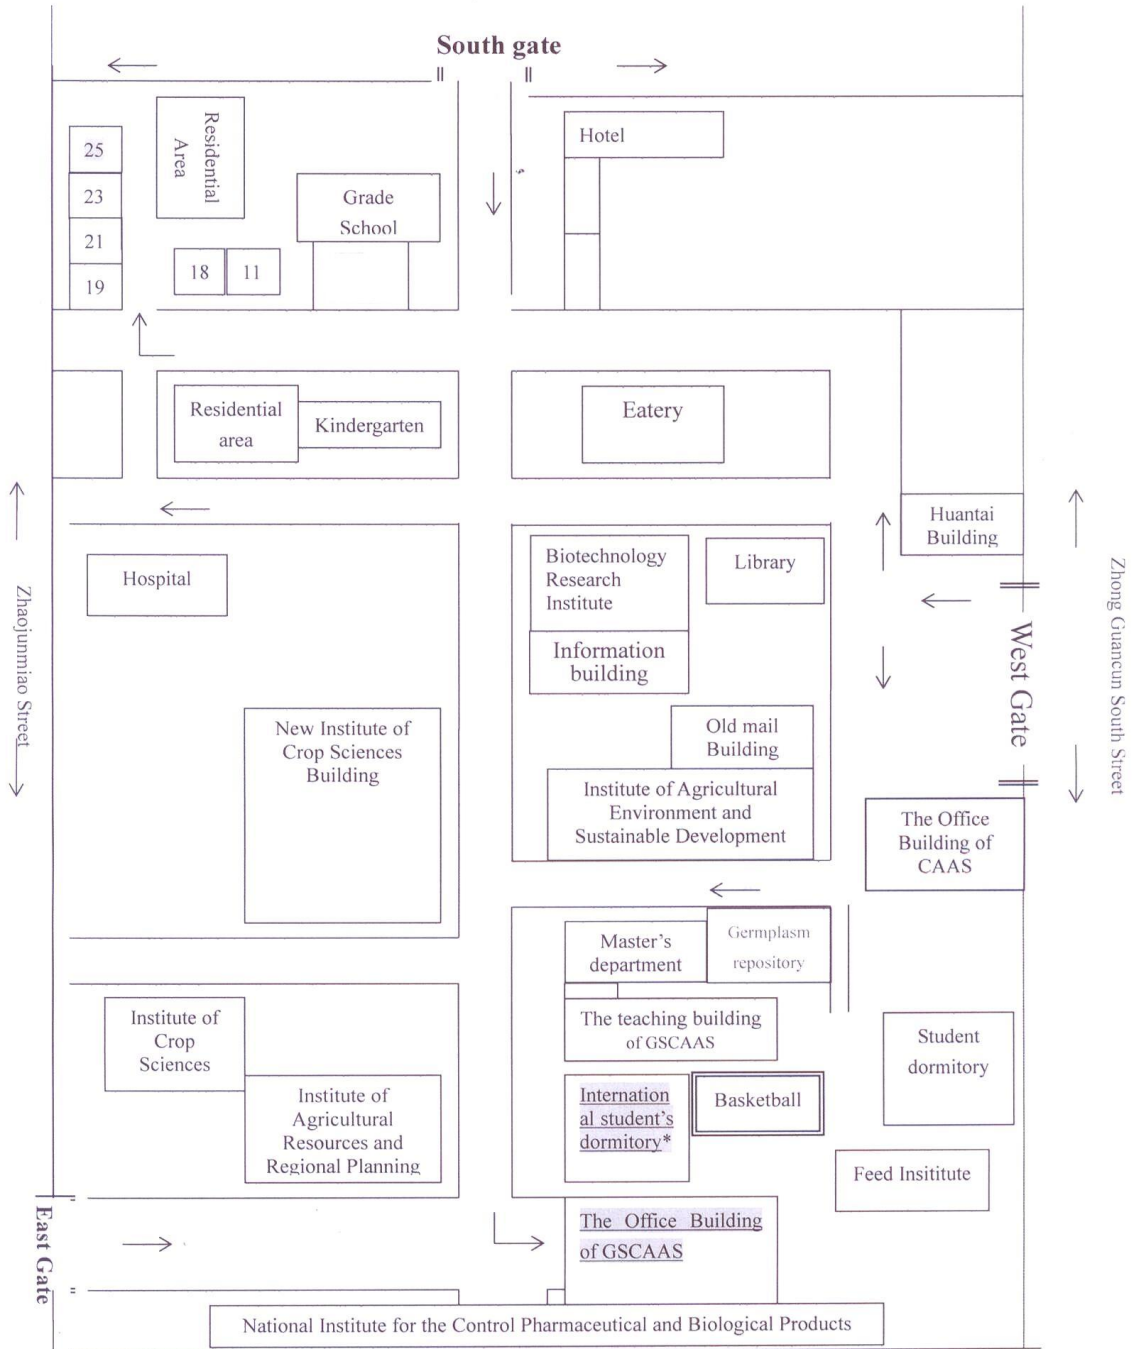 South gate
Residential
Area
25
23
21
19
18
11
Grade
School
Hotel
Residential
area
Kindergarten
Eatery
Huantai
Building
Hospital
Biotechnology
Research
Institute
Library
Information
building
Zhaojunmiao Street
West Gate
Zhong Guancun South Street
New Institute of
Crop Sciences
Building
Old mail
Building
Institute of Agricultural
Environment and
Sustainable Development
The Office
Building of
CAAS
Master's
department
Germplasm
repository
Institute of
Crop
Sciences
The teaching building
of GSCAAS
Student
dormitory
Institute of
Agricultural
Resources and
Regional Planning
Internation
al student's
dormitory*
Basketball
Feed Insititute
East Gate
The Office Building
of GSCAAS
National Institute for the Control Pharmaceutical and Biological Products